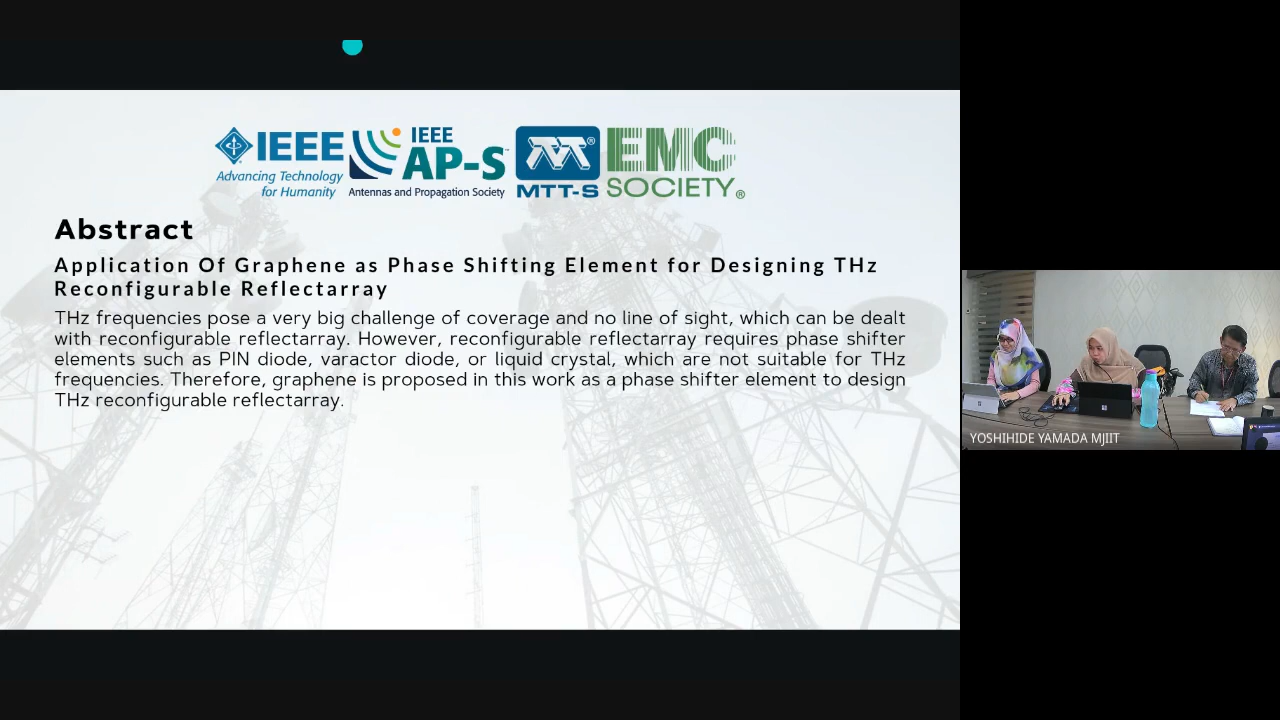 IEEE
Advancing Technology
for Humanity
IEEE
AP-S™
Antennas and Propagation Society
®
MTT-S
EMC
SOCIETY®
Abstract
Application Of Graphene as Phase Shifting Element for Designing THz
Reconfigurable Reflectarray
THz frequencies pose a very big challenge of coverage and no line of sight, which can be dealt
with reconfigurable reflectarray. However, reconfigurable reflectarray requires phase shifter
elements such as PIN diode, varactor diode, or liquid crystal, which are not suitable for THz
frequencies. Therefore, graphene is proposed in this work as a phase shifter element to design
THz reconfigurable reflectarray.
YOSHIHIDE YAMADA MJIIT